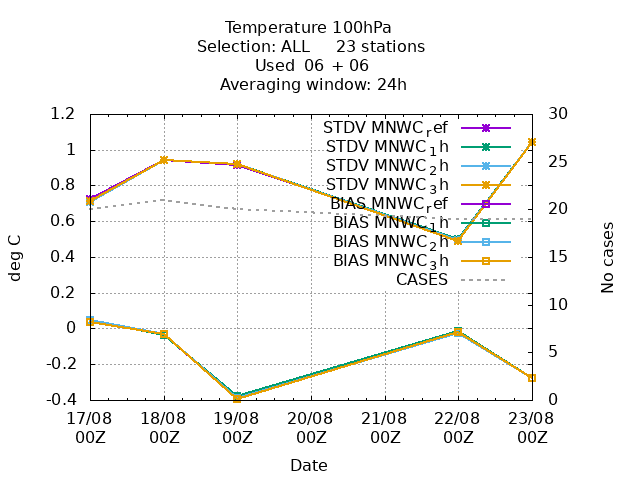 Temperature 100hPa
Selection: ALL 23 stations
Used 06 + 06
Averaging window: 24h
1.2
1
0.8
0.6
0.4
0.2
0
-0.2
-0.4
deg C
30
25
20
15
10
5
0
No cases
STDV MNWC_ref
STDV MNWC_1h
STDV MNWC_2h
STDV MNWC_3h
BIAS MNWC_ref
BIAS MNWC_1h
BIAS MNWC_2h
BIAS MNWC_3h
CASES
17/08 18/08 19/08 20/08 21/08 22/08 23/08
00Z 00Z 00Z 00Z 00Z 00Z 00Z
Date